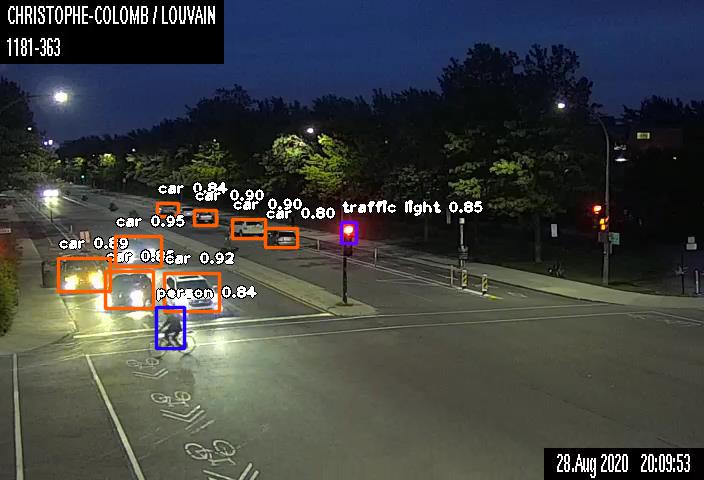 CHRISTOPHE-COLOMB / LOUVAIN
1181-363
car 0.84
car 0.90
car 0.90
car 0.80
traffic light 0.85
car 0.95
car 0.89
car 0.92
person 0.84
28.Aug 2020 20:09:53